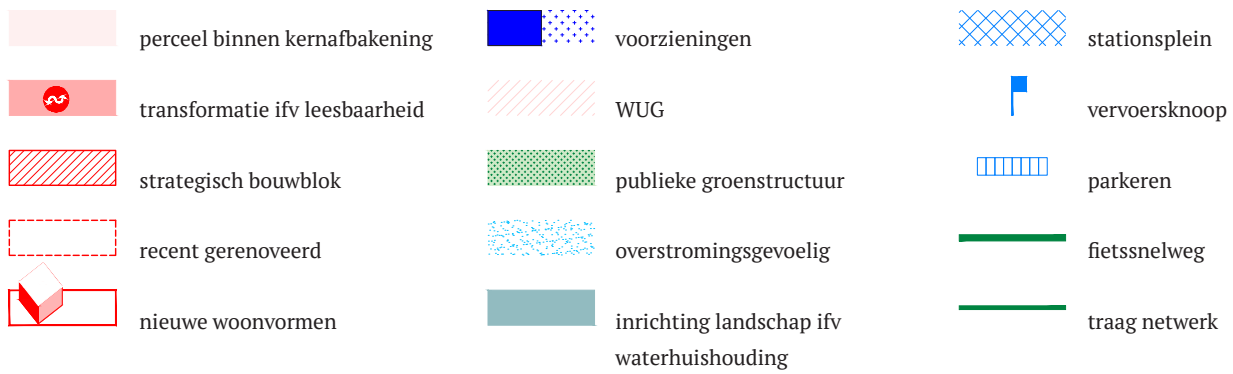 perceel binnen kernafbakening
transformatie ifv leesbaarheid
strategisch bouwblok
recent gerenoveerd
nieuwe woonvormen
voorzieningen
WUG
publieke groenstructuur
overstromingsgevoelig
inrichting landschap ifv
waterhuishouding
stationsplein
vervoersknoop
parkeren
fietssnelweg
traag netwerk